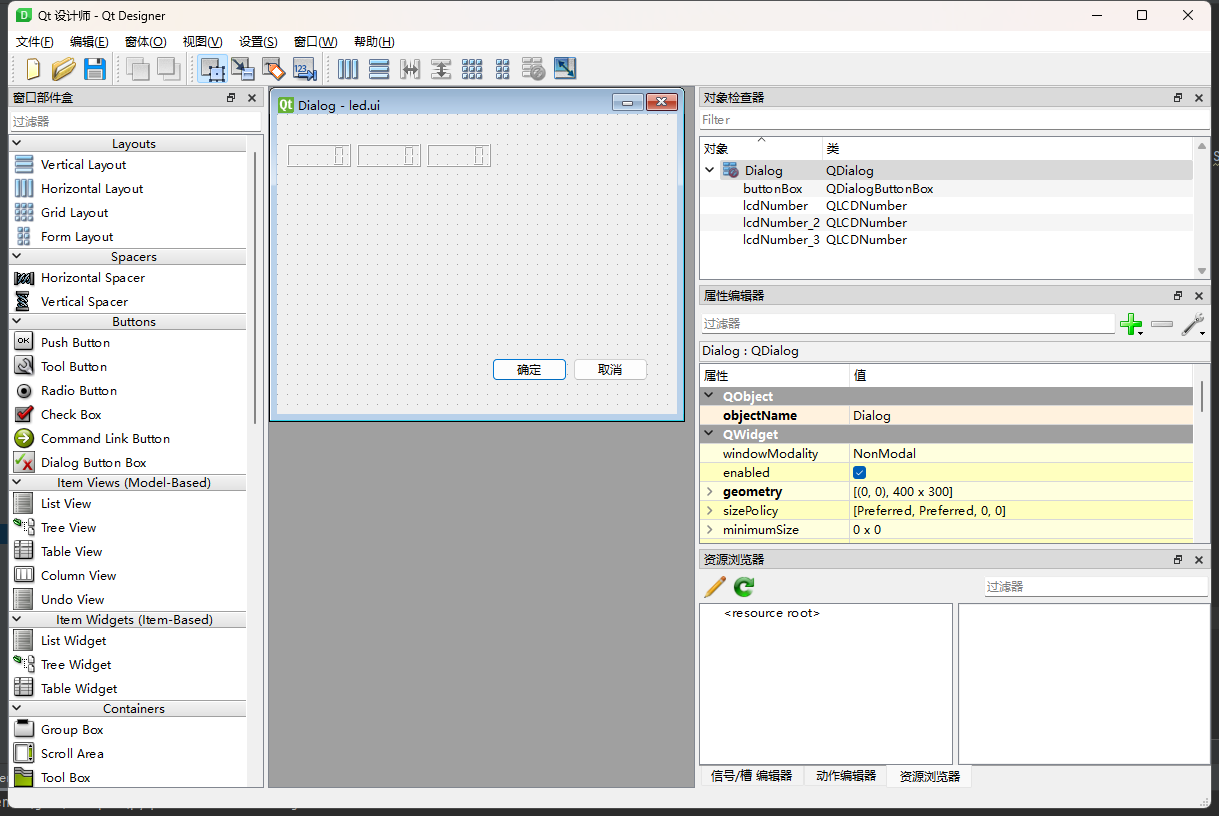 Qt 设计师 - Qt Designer
文件(F) 编辑(E) 窗体(O) 视图(V) 设置(S) 窗口(W) 帮助(H)
窗口部件盒
过滤器
Layouts
Vertical Layout
Horizontal Layout
Grid Layout
Form Layout
Spacers
Horizontal Spacer
Vertical Spacer
Buttons
OK
Push Button
Tool Button
Radio Button
Check Box
Command Link Button
Dialog Button Box
Item Views (Model-Based)
List View
Tree View
Table View
Column View
Undo View
Item Widgets (Item-Based)
List Widget
Tree Widget
Table Widget
Containers
Group Box
Scroll Area
Tool Box
Qt Dialog - led.ui
0 0 0
确定 取消
对象检查器
Filter
对象 类
Dialog QDialog
buttonBox QDialogButtonBox
lcdNumber QLCDNumber
lcdNumber_2 QLCDNumber
lcdNumber_3 QLCDNumber
属性编辑器
过滤器
Dialog : QDialog
属性 值
QObject
objectName Dialog
QWidget
windowModality NonModal
enabled
geometry [(0, 0), 400 x 300]
sizePolicy [Preferred, Preferred, 0, 0]
minimumSize 0 x 0
资源浏览器
过滤器
<resource root>
信号/槽 编辑器 动作编辑器 资源浏览器